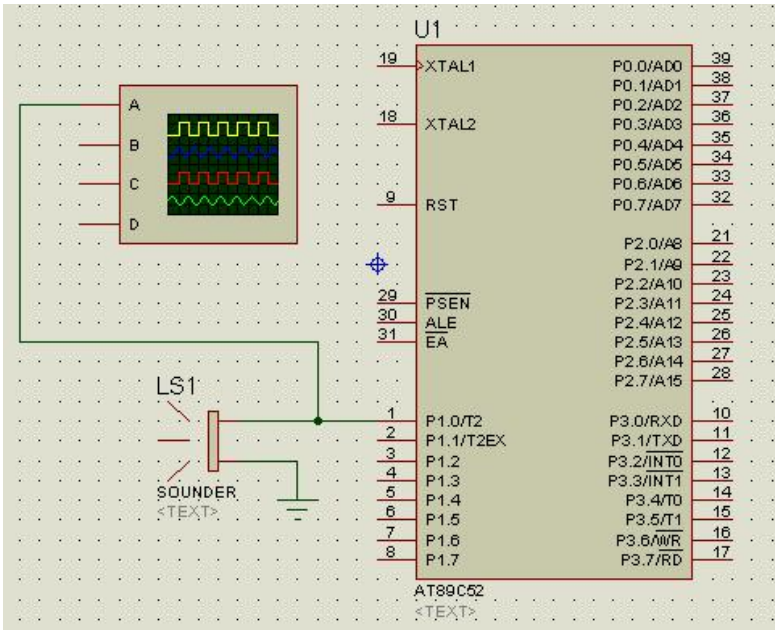 U1
19 XTAL1 P0.0/AD0 39
P0.1/AD1 38
P0.2/AD2 37
18 XTAL2 P0.3/AD3 36
P0.4/AD4 35
P0.5/AD5 34
P0.6/AD6 33
9 RST P0.7/AD7 32
P2.0/A8 21
P2.1/A9 22
P2.2/A10 23
29 PSEN P2.3/A11 24
30 ALE P2.4/A12 25
31 EA P2.5/A13 26
P2.6/A14 27
P2.7/A15 28
1 P1.0/T2 P3.0/RXD 10
2 P1.1/T2EX P3.1/TXD 11
3 P1.2 P3.2/INT0 12
4 P1.3 P3.3/INT1 13
5 P1.4 P3.4/T0 14
6 P1.5 P3.5/T1 15
7 P1.6 P3.6/WR 16
8 P1.7 P3.7/RD 17
AT89C52
<TEXT>
A
B
C
D
LS1
SOUNDER
<TEXT>